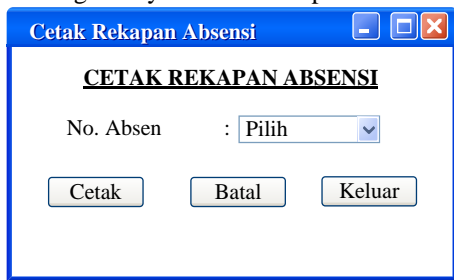 Cetak Rekapan Absensi
CETAK REKAPAN ABSENSI
No. Absen : Pilih
Cetak Batal Keluar